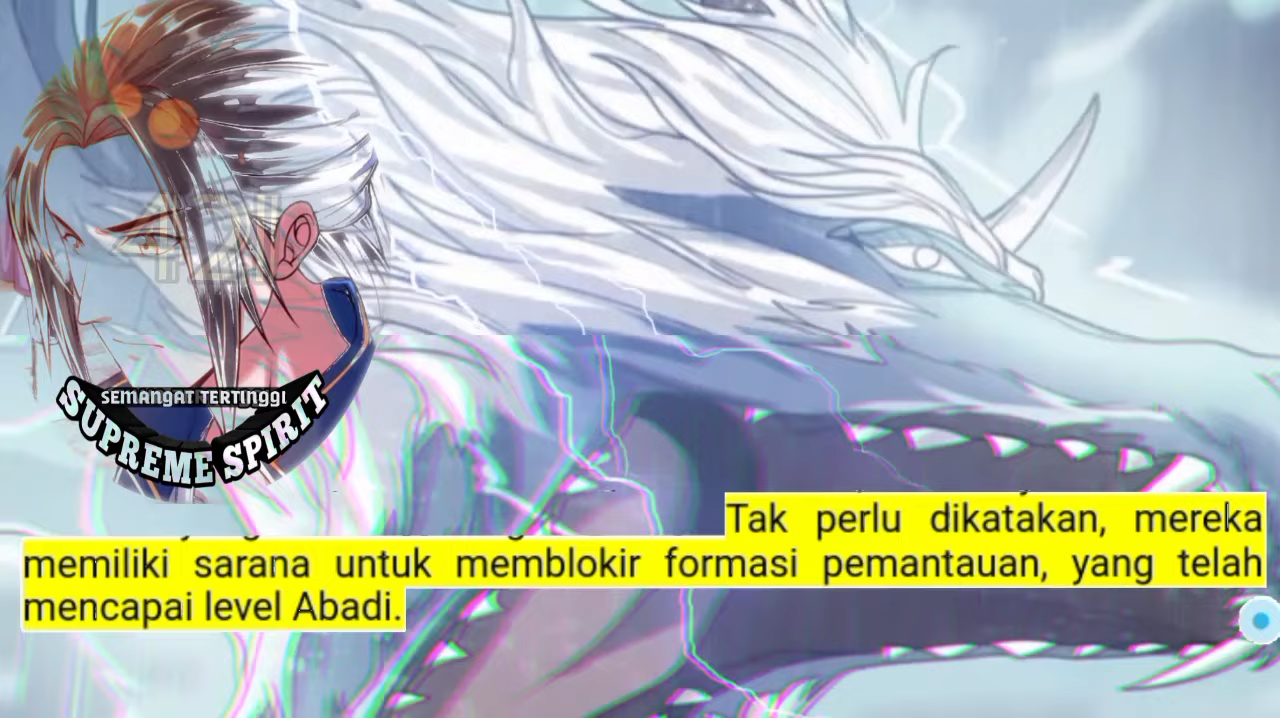 SEMANGAT TERTINGGI
SUPREME SPIRIT
Tak perlu dikatakan, mereka
memiliki sarana untuk memblokir formasi pemantauan, yang telah
mencapai level Abadi.